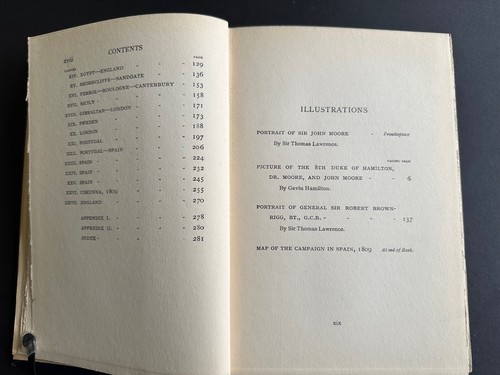 xviii
CONTENTS
CHAPTER PAGE
XIV. EGYPT—ENGLAND - - - 129
XV. SHORNCLIFFE—SANDGATE - - 136
XVI. FERROL—BOULOGNE—CANTERBURY - 153
XVII. SICILY - - - - 158
XVIII. GIBRALTAR—LONDON - - - 171
XIX. SWEDEN - - - - 173
XX. LONDON - - - - 188
XXI. PORTUGAL - - - - 197
XXII. PORTUGAL—SPAIN - - - 206
XXIII. SPAIN - - - - 224
XXIV. SPAIN - - - - 232
XXV. SPAIN - - - - 245
XXVI. CORUNNA, 1809 - - - 255
XXVII. ENGLAND - - - - 270
APPENDIX I. - - - 278
APPENDIX II. - - - 280
INDEX - - - - 281
ILLUSTRATIONS
PORTRAIT OF SIR JOHN MOORE - Frontispiece
By Sir Thomas Lawrence.
FACING PAGE
PICTURE OF THE 8TH DUKE OF HAMILTON,
DR. MOORE, AND JOHN MOORE - - 6
By Gavin Hamilton.
PORTRAIT OF GENERAL SIR ROBERT BROWN-
RIGG, BT., G.C.B. - - - - 137
By Sir Thomas Lawrence.
MAP OF THE CAMPAIGN IN SPAIN, 1809 At end of Book.
xix